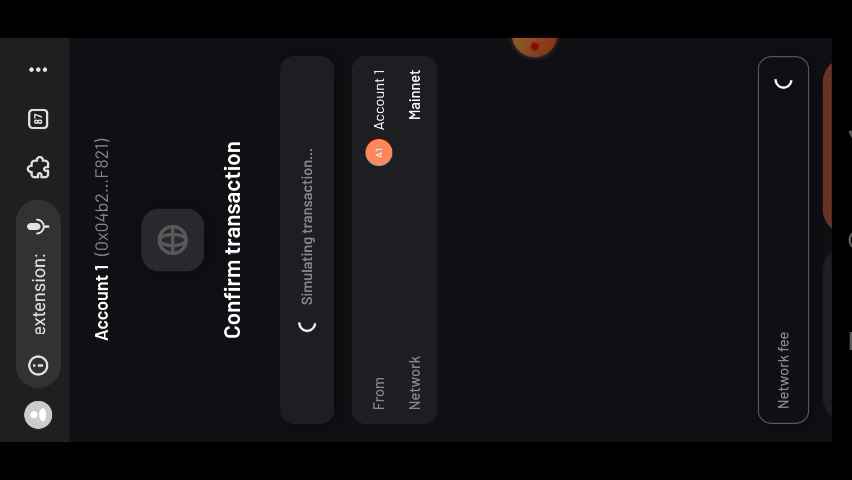 extension:
87
Account 1 (0x04b2...F821)
Confirm transaction
Simulating transaction...
From A1 Account 1
Network Mainnet
Network fee